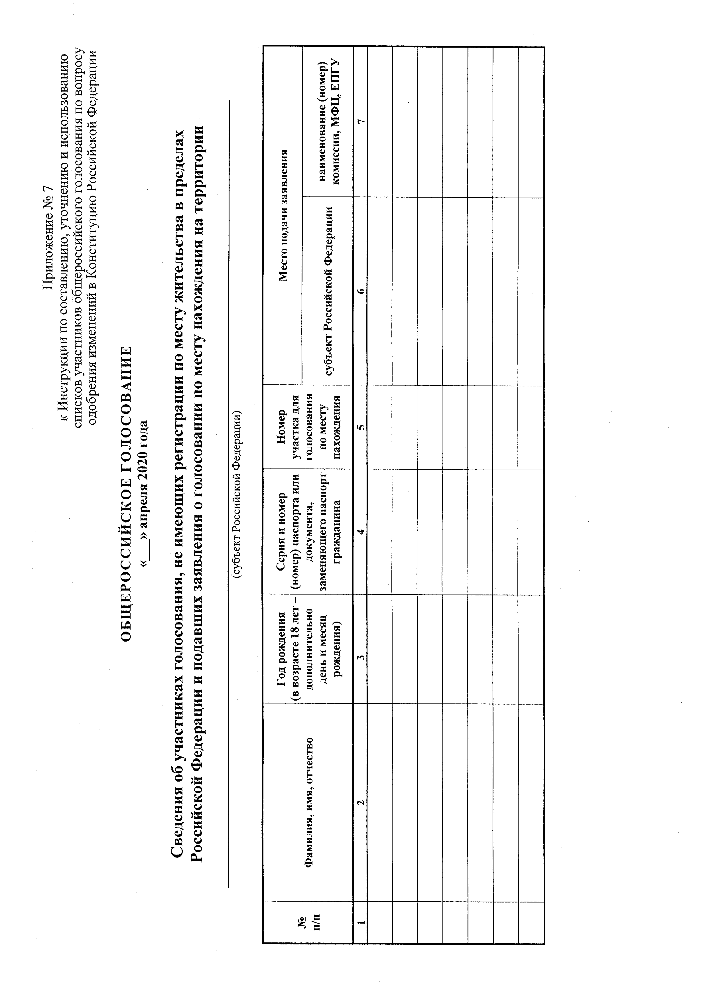 Приложение № 7
к Инструкции по составлению, уточнению и использованию
списков участников общероссийского голосования по вопросу
одобрения изменений в Конституцию Российской Федерации
ОБЩЕРОССИЙСКОЕ ГОЛОСОВАНИЕ
«___» апреля 2020 года
Сведения об участниках голосования, не имеющих регистрации по месту жительства в пределах
Российской Федерации и подавших заявления о голосовании по месту нахождения на территории
(субъект Российской Федерации)
№
п/п
Фамилия, имя, отчество
Год рождения
(в возрасте 18 лет –
дополнительно
день и месяц
рождения)
Серия и номер
(номер) паспорта или
документа,
заменяющего паспорт
гражданина
Номер
участка для
голосования
по месту
нахождения
Место подачи заявления
субъект Российской Федерации
наименование (номер)
комиссии, МФЦ, ЕПГУ
1 2 3 4 5 6 7